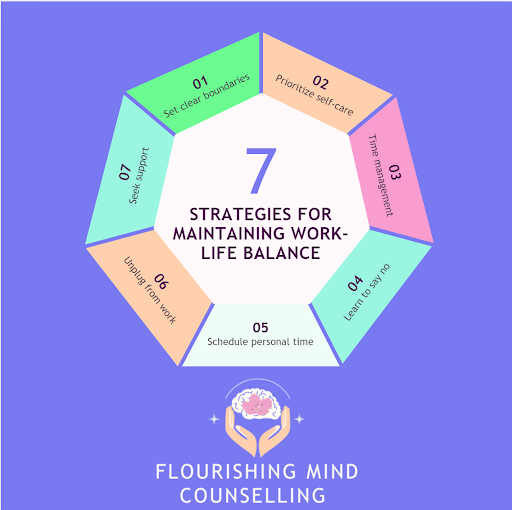 7
STRATEGIES FOR
MAINTAINING WORK-
LIFE BALANCE
01
Set clear boundaries
02
Prioritize self-care
03
Time management
04
Learn to say no
05
Schedule personal time
06
Unplug from work
07
Seek support
FLOURISHING MIND
COUNSELLING